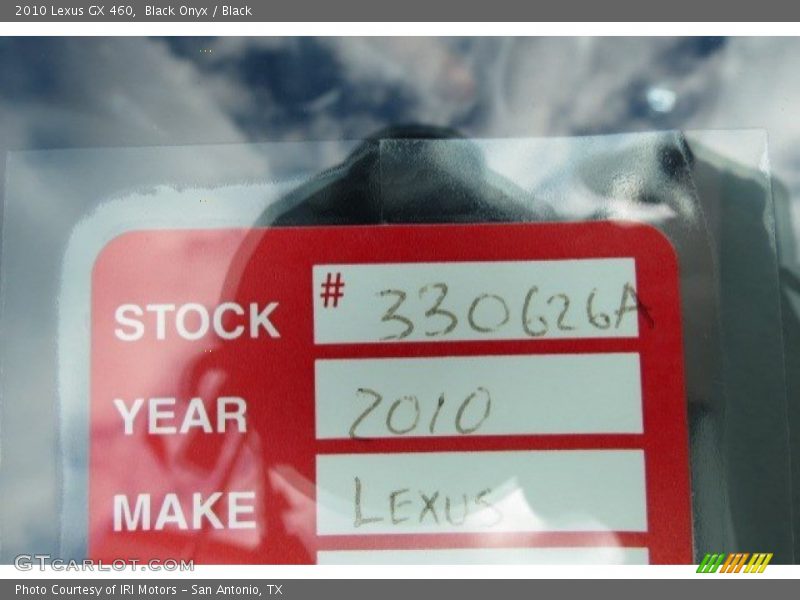 2010 Lexus GX 460, Black Onyx / Black
STOCK # 330626A
YEAR 2010
MAKE LEXUS
GTcarlot.com
Photo Courtesy of IRI Motors - San Antonio, TX